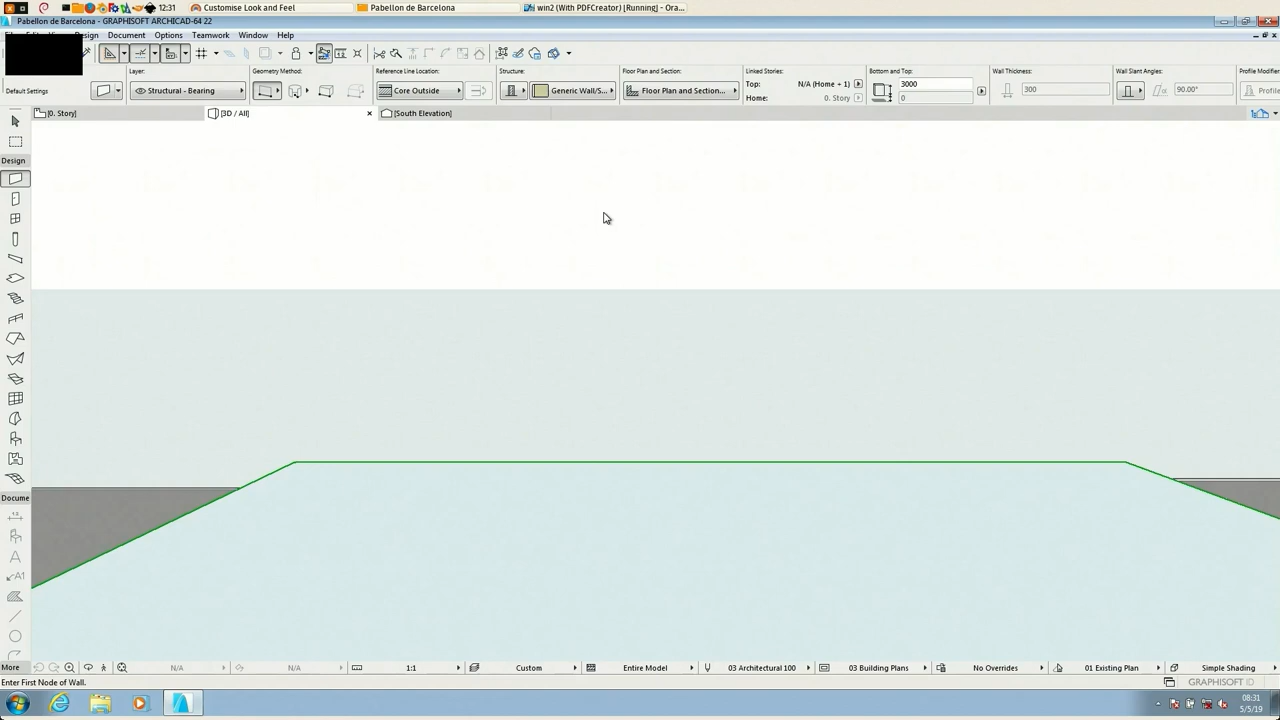 12:31
Customise Look and Feel
Pabellon de Barcelona
win2 (With PDFCreator) [Running] - Ora...
Pabellon de Barcelona - GRAPHISOFT ARCHICAD-64 22
Design
Document
Options
Teamwork
Window
Help
Default Settings
Layer:
Structural - Bearing
Geometry Method:
Reference Line Location:
Core Outside
Structure:
Generic Wall/S...
Floor Plan and Section:
Floor Plan and Section...
Linked Stories:
Top:
N/A (Home + 1)
Home:
0. Story
Bottom and Top:
3000
0
Wall Thickness:
300
Wall Slant Angles:
90.00°
Profile Modifier
Profile
[0. Story]
[3D / All]
[South Elevation]
Design
Docume
A
A1
More
N/A
N/A
1:1
Custom
Entire Model
03 Architectural 100
03 Building Plans
No Overrides
01 Existing Plan
Simple Shading
Enter First Node of Wall.
GRAPHISOFT ID
08:31
5/5/19